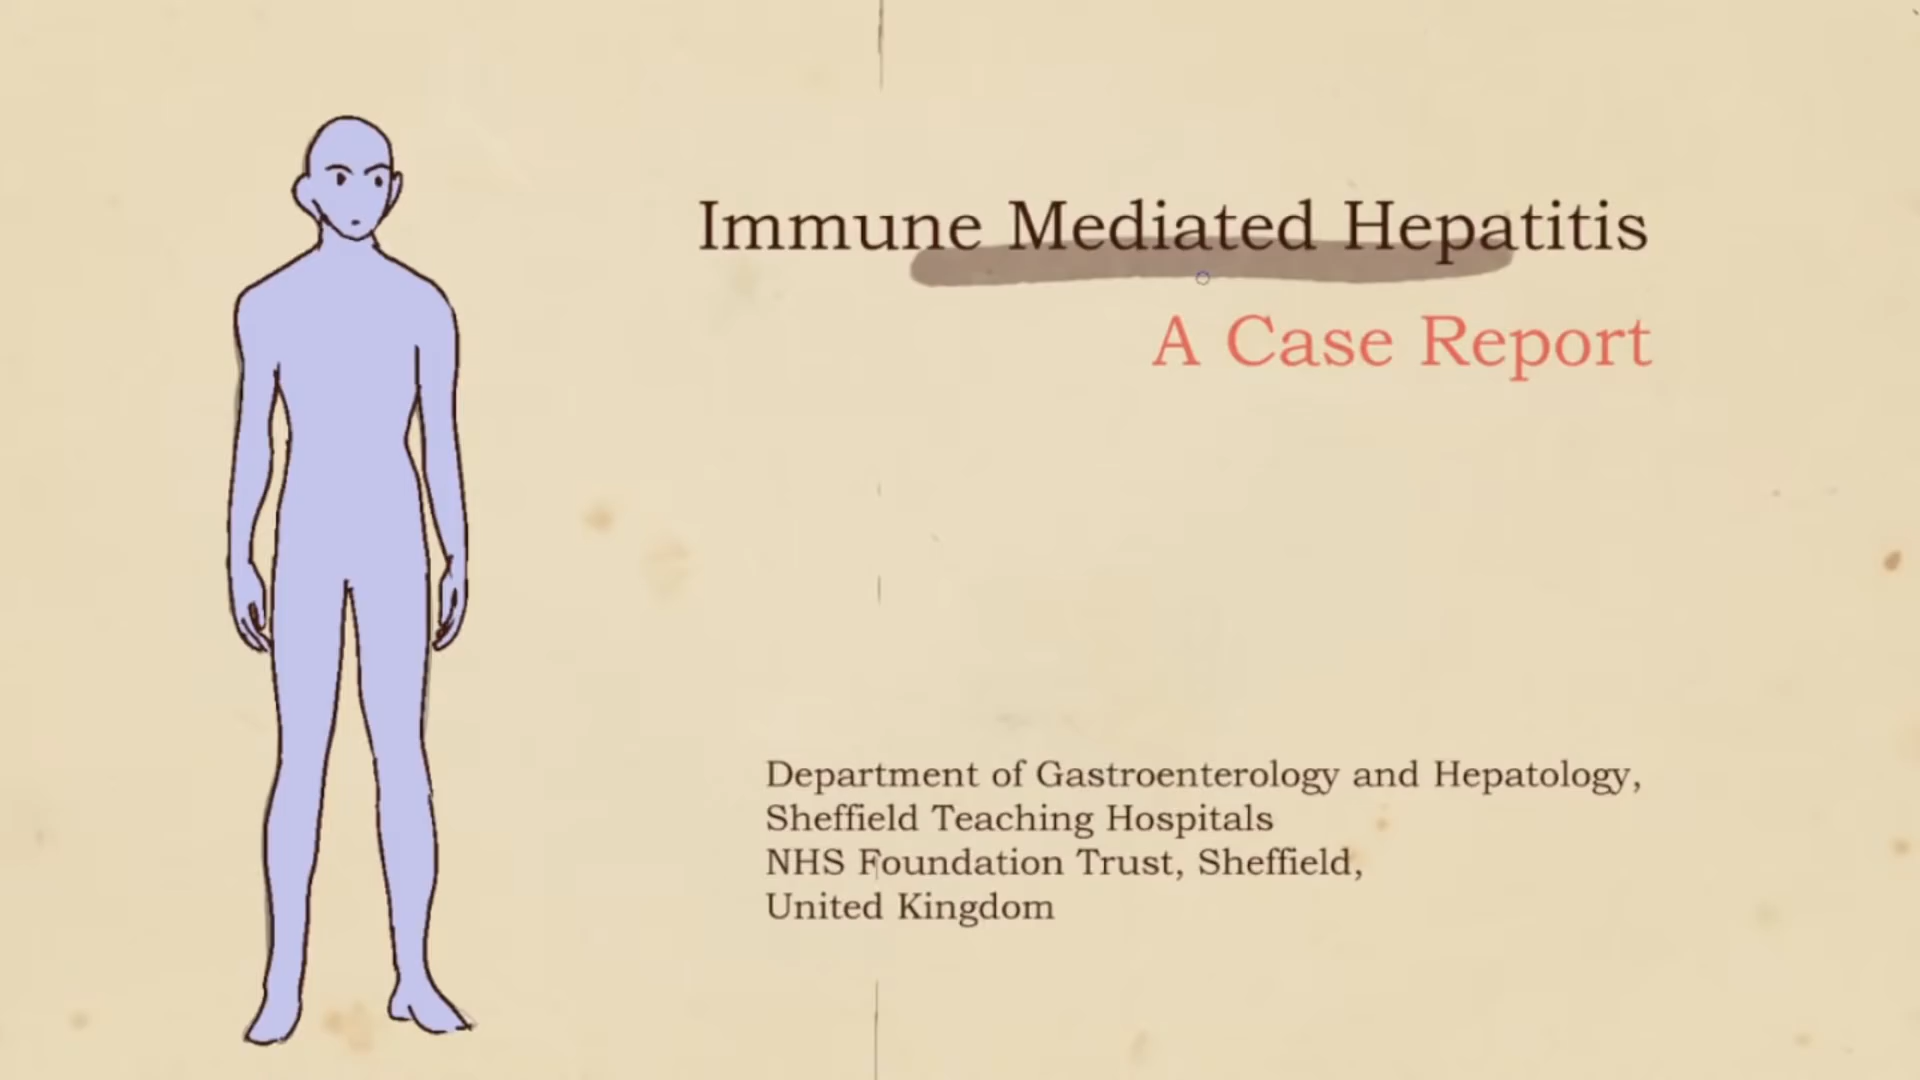 Immune Mediated Hepatitis
A Case Report
Department of Gastroenterology and Hepatology,
Sheffield Teaching Hospitals
NHS Foundation Trust, Sheffield,
United Kingdom